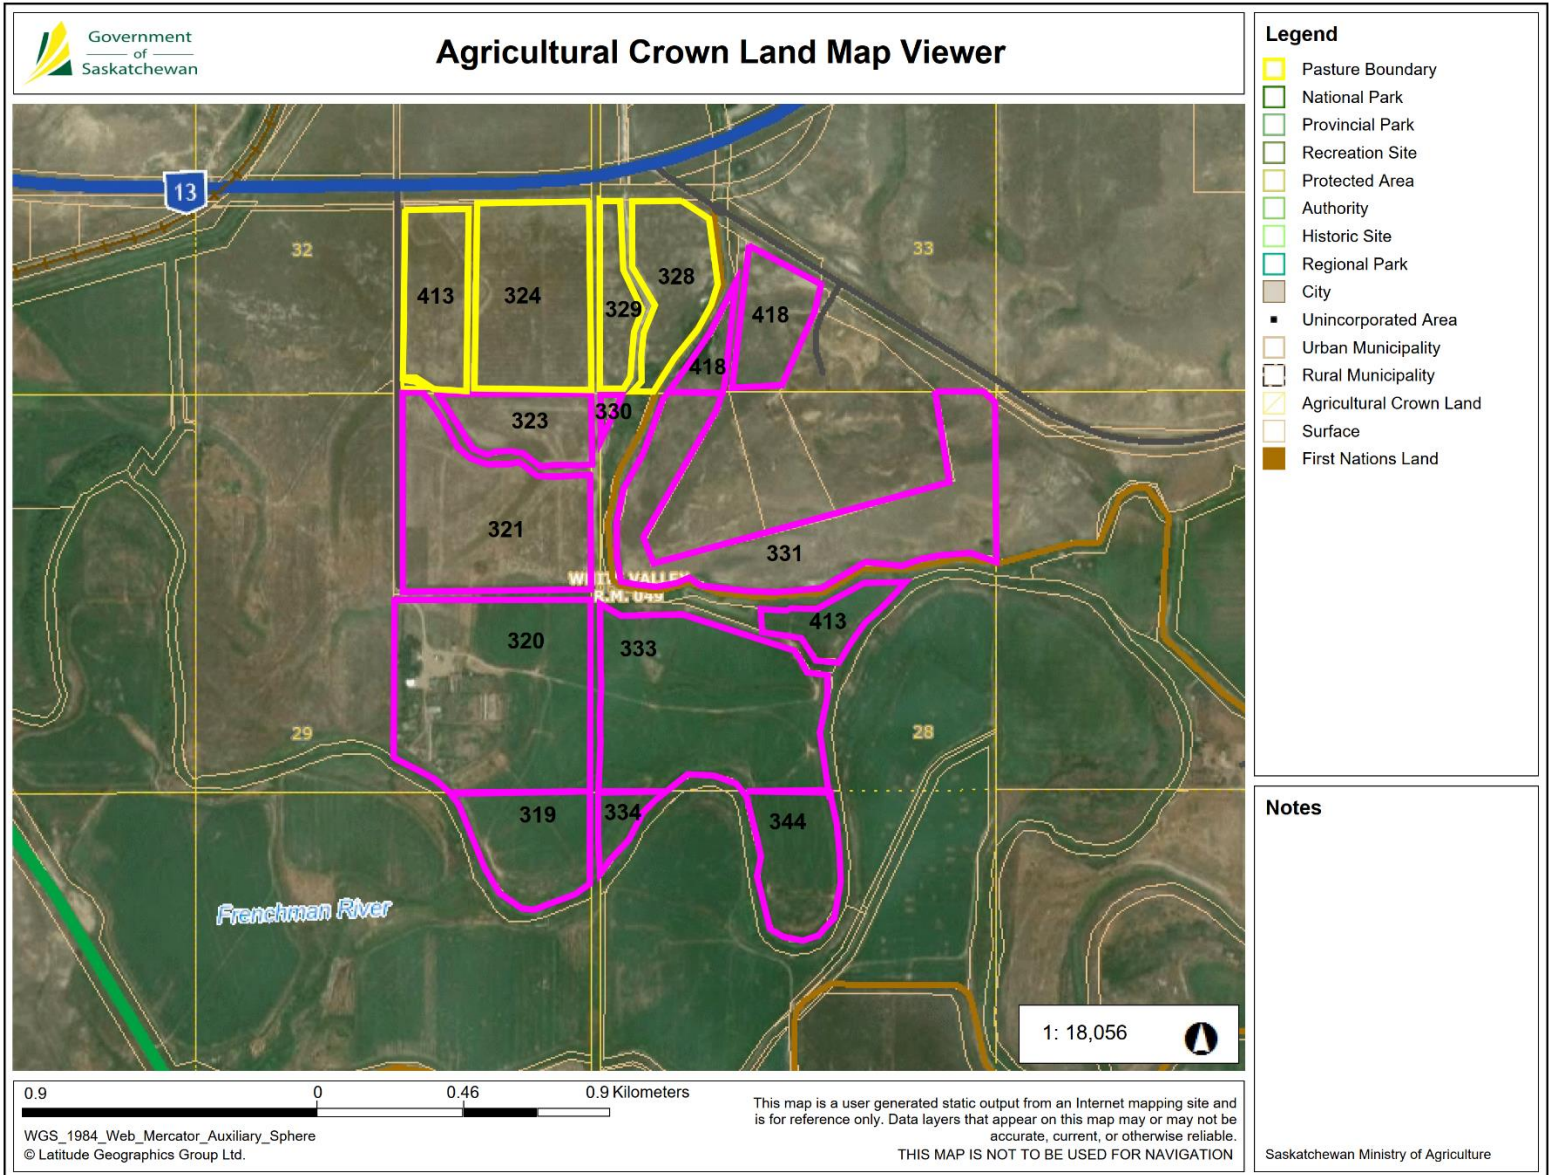 Government
of
Saskatchewan
Agricultural Crown Land Map Viewer
Legend
Pasture Boundary
National Park
Provincial Park
Recreation Site
Protected Area
Authority
Historic Site
Regional Park
City
Unincorporated Area
Urban Municipality
Rural Municipality
Agricultural Crown Land
Surface
First Nations Land
13
32
33
413
324
329
328
418
418
323
330
321
331
WHITE VALLEY
R.M. 049
320
333
413
29
28
319
334
344
Frenchman River
1: 18,056
Notes
0.9
0
0.46
0.9 Kilometers
WGS_1984_Web_Mercator_Auxiliary_Sphere
© Latitude Geographics Group Ltd.
This map is a user generated static output from an Internet mapping site and
is for reference only. Data layers that appear on this map may or may not be
accurate, current, or otherwise reliable.
THIS MAP IS NOT TO BE USED FOR NAVIGATION
Saskatchewan Ministry of Agriculture